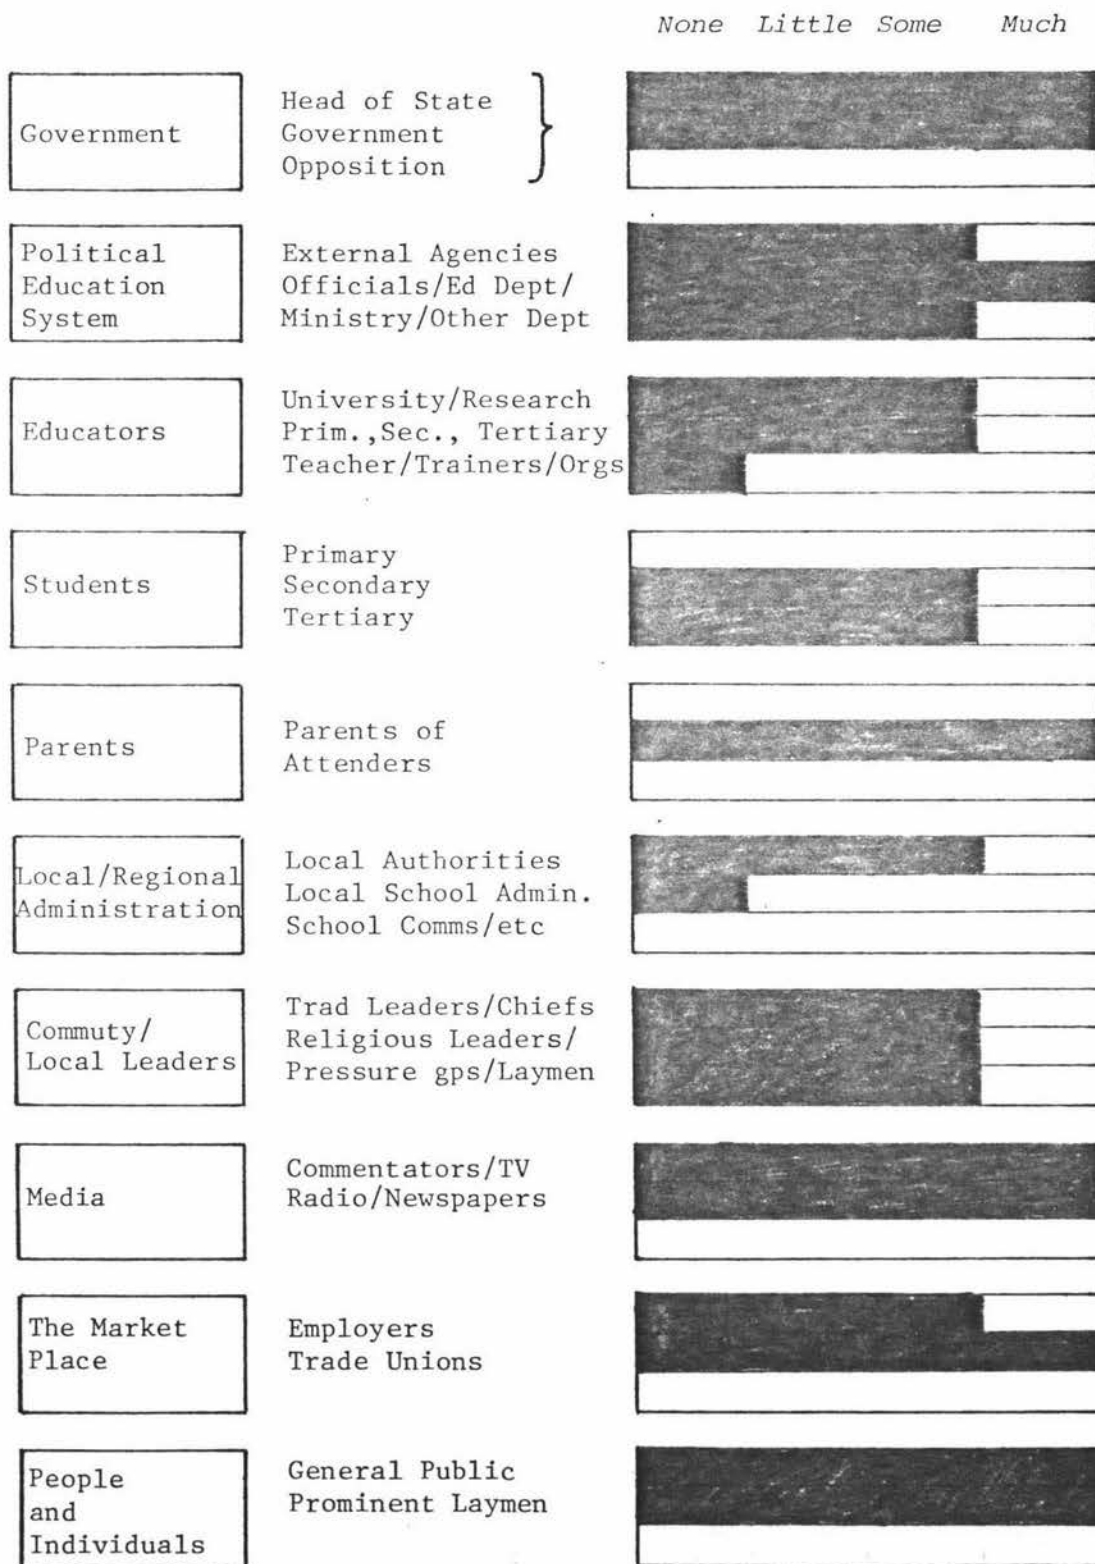 None Little Some Much
Government
Head of State
Government
Opposition
Political
Education
System
External Agencies
Officials/Ed Dept/
Ministry/Other Dept
Educators
University/Research
Prim.,Sec., Tertiary
Teacher/Trainers/Orgs
Students
Primary
Secondary
Tertiary
Parents
Parents of
Attenders
Local/Regional
Administration
Local Authorities
Local School Admin.
School Comms/etc
Commuty/
Local Leaders
Trad Leaders/Chiefs
Religious Leaders/
Pressure gps/Laymen
Media
Commentators/TV
Radio/Newspapers
The Market
Place
Employers
Trade Unions
People
and
Individuals
General Public
Prominent Laymen